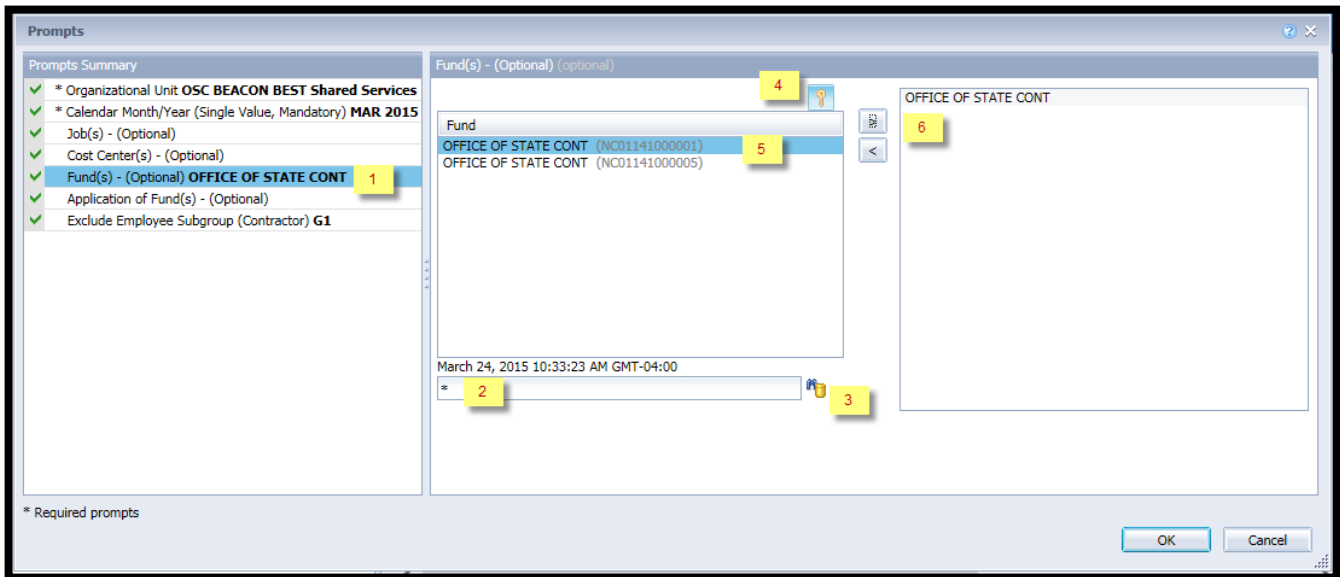 Prompts
Prompts Summary
* Organizational Unit OSC BEACON BEST Shared Services
* Calendar Month/Year (Single Value, Mandatory) MAR 2015
Job(s) - (Optional)
Cost Center(s) - (Optional)
Fund(s) - (Optional) OFFICE OF STATE CONT
1
Application of Fund(s) - (Optional)
Exclude Employee Subgroup (Contractor) G1
Fund(s) - (Optional) (optional)
4
Fund
OFFICE OF STATE CONT (NC01141000001)
5
OFFICE OF STATE CONT (NC01141000005)
March 24, 2015 10:33:23 AM GMT-04:00
*
2
3
<
OFFICE OF STATE CONT
6
* Required prompts
OK
Cancel